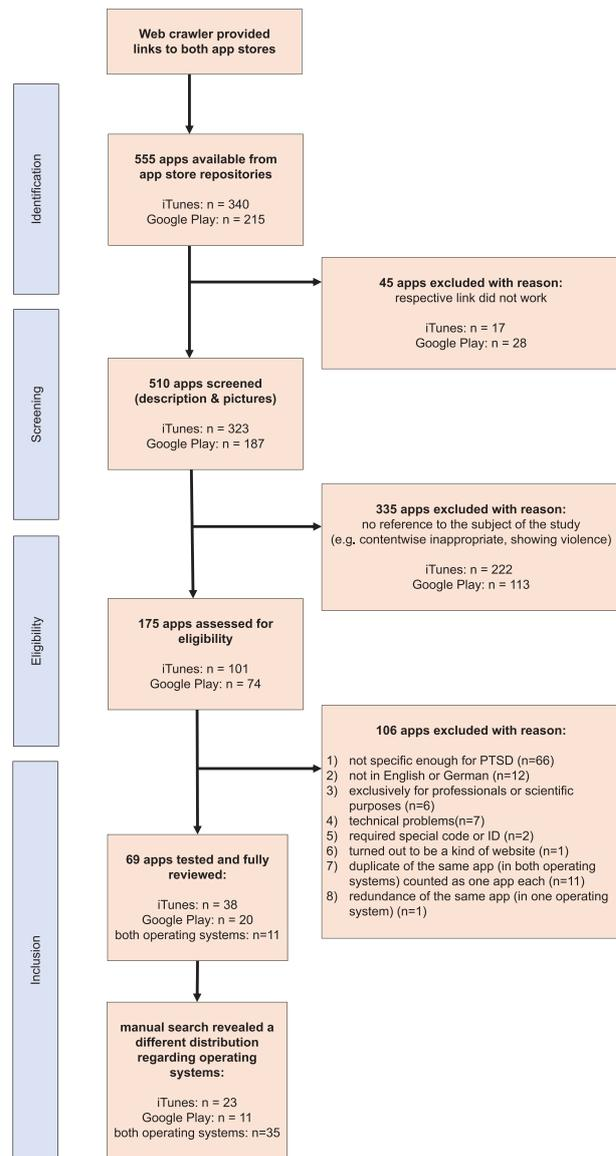 Web crawler provided
links to both app stores
Identification
555 apps available from
app store repositories
iTunes: n = 340
Google Play: n = 215
45 apps excluded with reason:
respective link did not work
iTunes: n = 17
Google Play: n = 28
Screening
510 apps screened
(description & pictures)
iTunes: n = 323
Google Play: n = 187
335 apps excluded with reason:
no reference to the subject of the study
(e.g. contentwise inappropriate, showing violence)
iTunes: n = 222
Google Play: n = 113
Eligibility
175 apps assessed for
eligibility
iTunes: n = 101
Google Play: n = 74
106 apps excluded with reason:
1) not specific enough for PTSD (n=66)
2) not in English or German (n=12)
3) exclusively for professionals or scientific
purposes (n=6)
4) technical problems(n=7)
5) required special code or ID (n=2)
6) turned out to be a kind of website (n=1)
7) duplicate of the same app (in both operating
systems) counted as one app each (n=11)
8) redundance of the same app (in one operating
system) (n=1)
Inclusion
69 apps tested and fully
reviewed:
iTunes: n = 38
Google Play: n = 20
both operating systems: n=11
manual search revealed a
different distribution
regarding operating
systems:
iTunes: n = 23
Google Play: n = 11
both operating systems: n=35